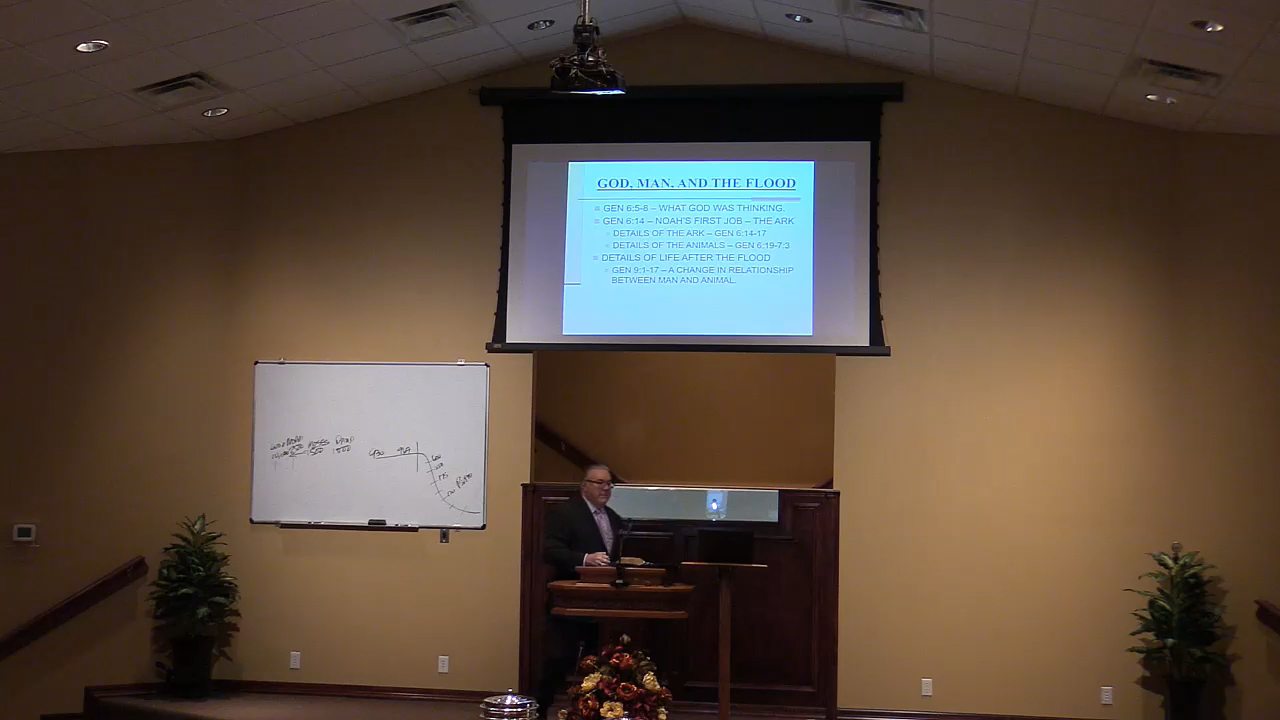 GOD, MAN, AND THE FLOOD
GEN 6:5-8 – WHAT GOD WAS THINKING.
GEN 6:14 – NOAH'S FIRST JOB – THE ARK
DETAILS OF THE ARK – GEN 6:14-17
DETAILS OF THE ANIMALS – GEN 6:19-7:3
DETAILS OF LIFE AFTER THE FLOOD
GEN 9:1-17 – A CHANGE IN RELATIONSHIP
BETWEEN MAN AND ANIMAL.